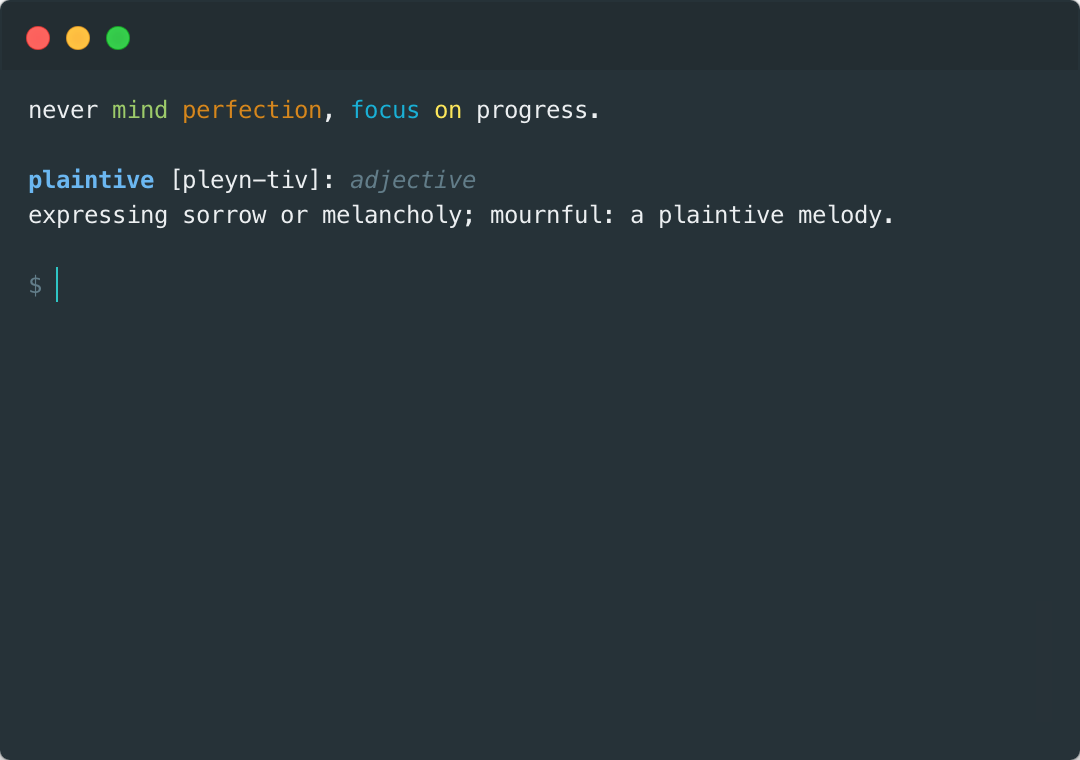 never mind perfection, focus on progress.
plaintive [pleyn–tiv]: adjective
expressing sorrow or melancholy; mournful: a plaintive melody.
$